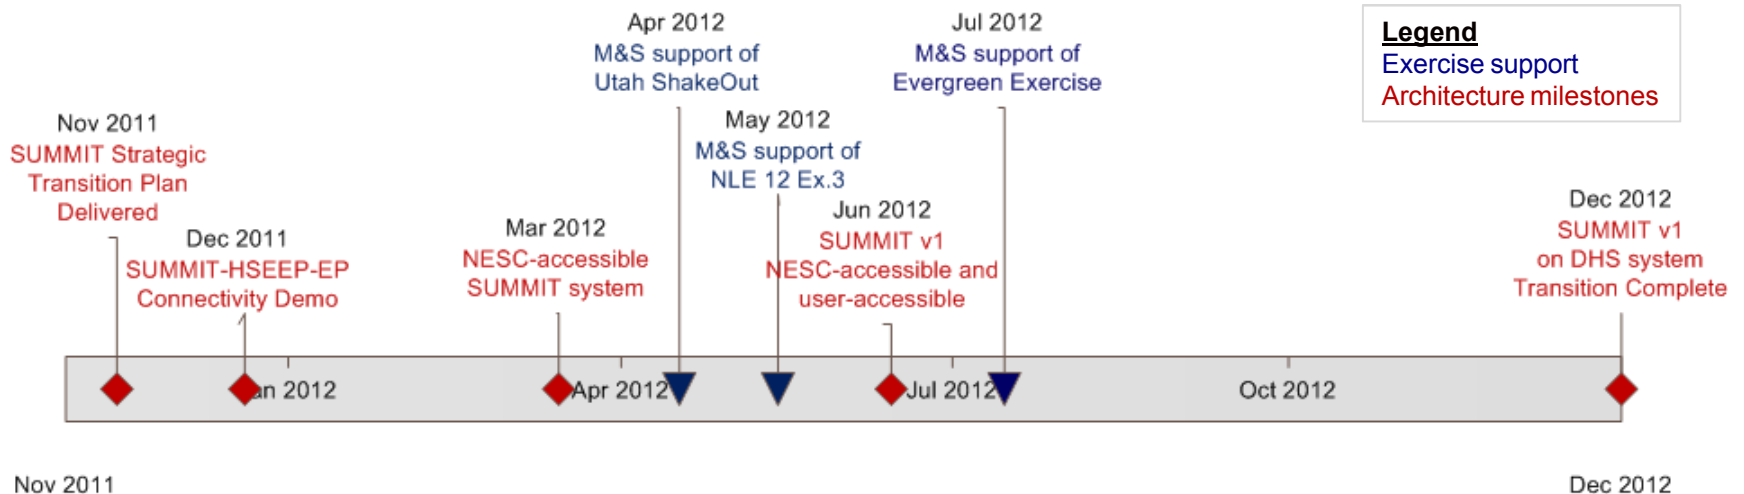 Apr 2012
M&S support of
Utah ShakeOut
Jul 2012
M&S support of
Evergreen Exercise
Legend
Exercise support
Architecture milestones
Nov 2011
SUMMIT Strategic
Transition Plan
Delivered
May 2012
M&S support of
NLE 12 Ex.3
Dec 2011
SUMMIT-HSEEP-EP
Connectivity Demo
Mar 2012
NESC-accessible
SUMMIT system
Jun 2012
SUMMIT v1
NESC-accessible and
user-accessible
Dec 2012
SUMMIT v1
on DHS system
Transition Complete
an 2012
Apr 2012
Jul 2012
Oct 2012
Nov 2011
Dec 2012